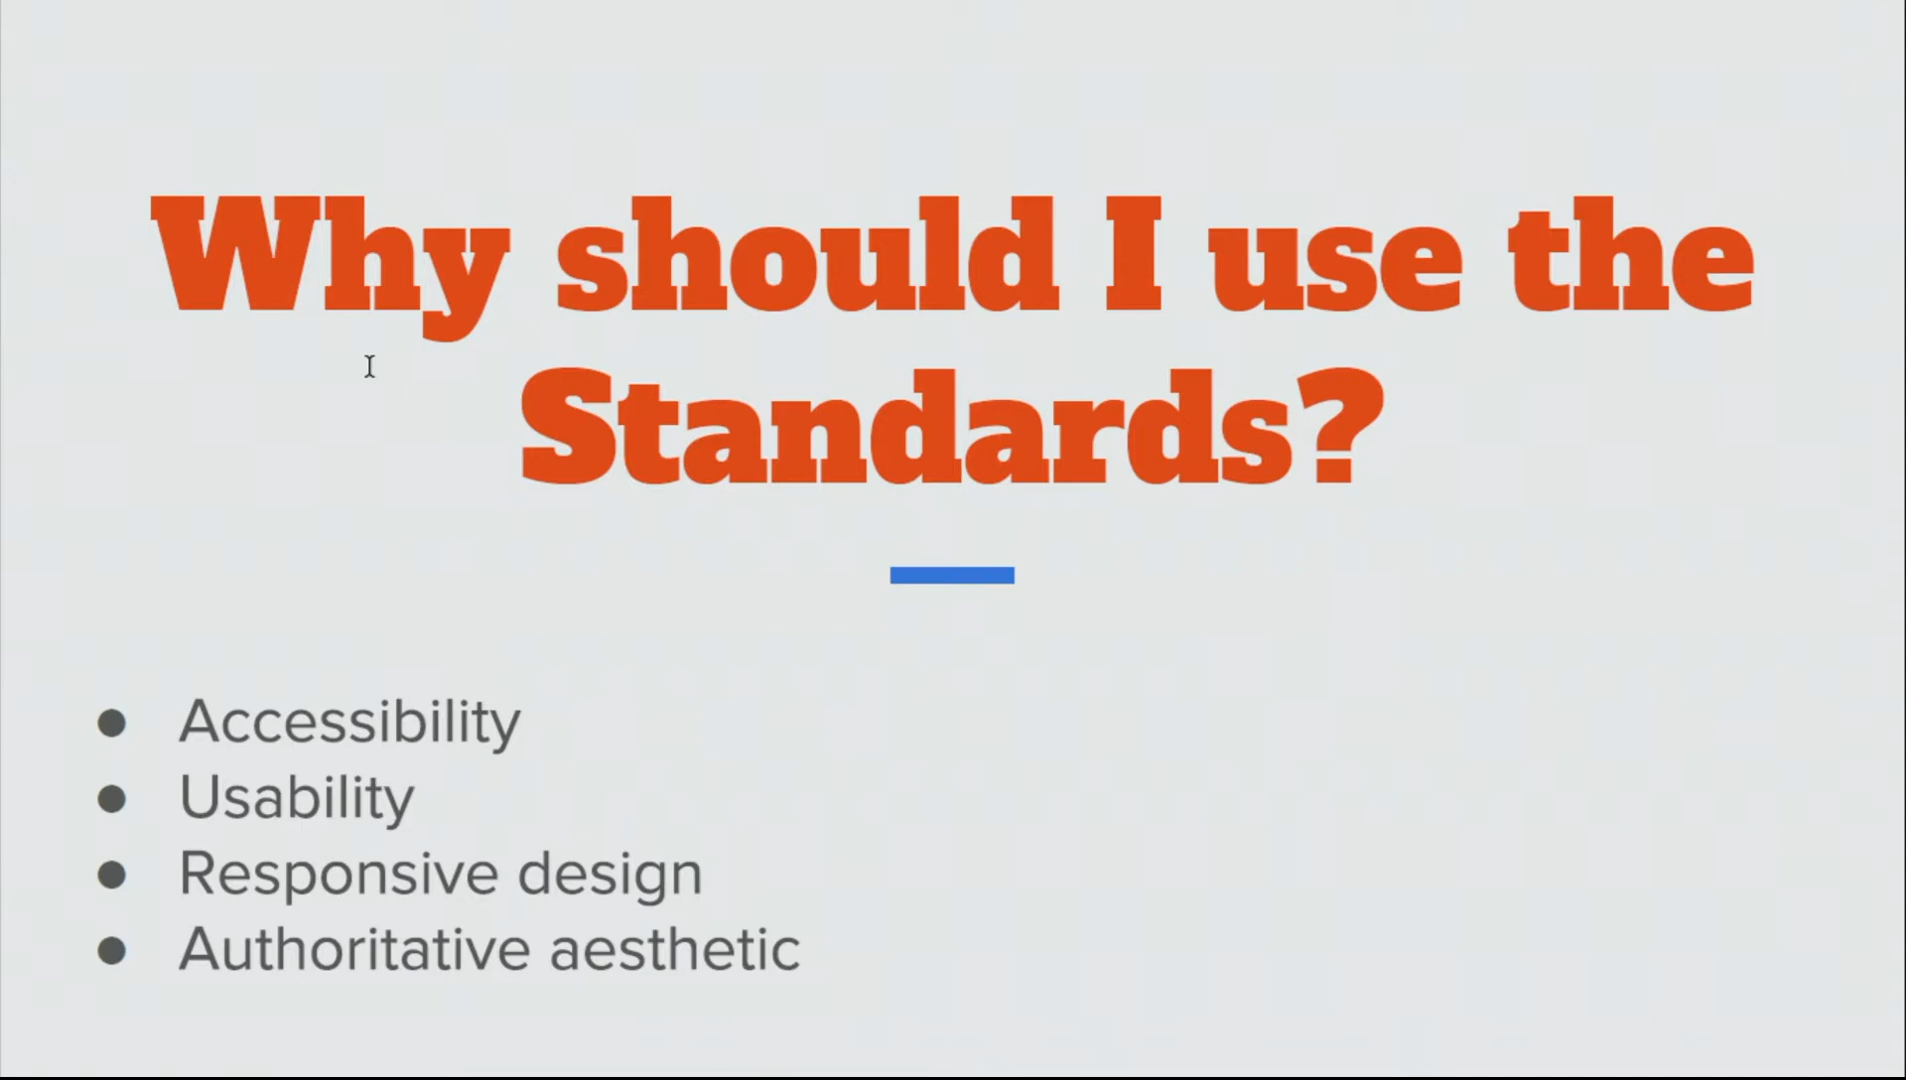 Why should I use the
Standards?
● Accessibility
● Usability
● Responsive design
● Authoritative aesthetic